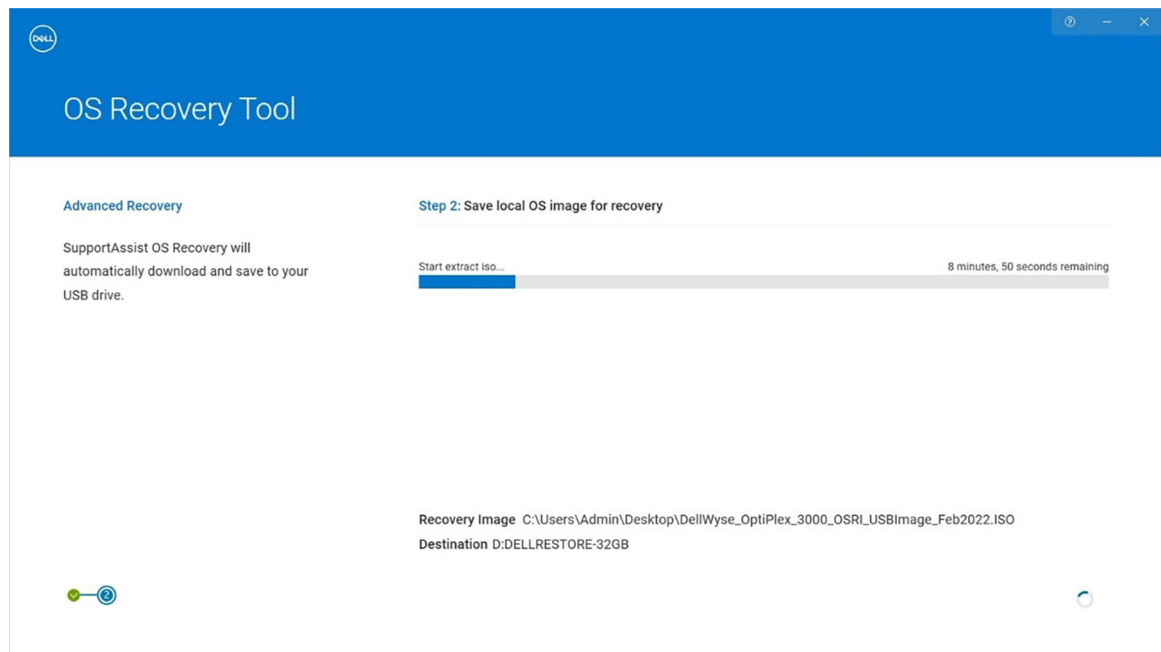 DELL
OS Recovery Tool
Advanced Recovery
SupportAssist OS Recovery will
automatically download and save to your
USB drive.
Step 2: Save local OS image for recovery
Start extract iso...
8 minutes, 50 seconds remaining
Recovery Image C:\Users\Admin\Desktop\DellWyse_OptiPlex_3000_OSRI_USBImage_Feb2022.ISO
Destination D:DELLRESTORE-32GB
2